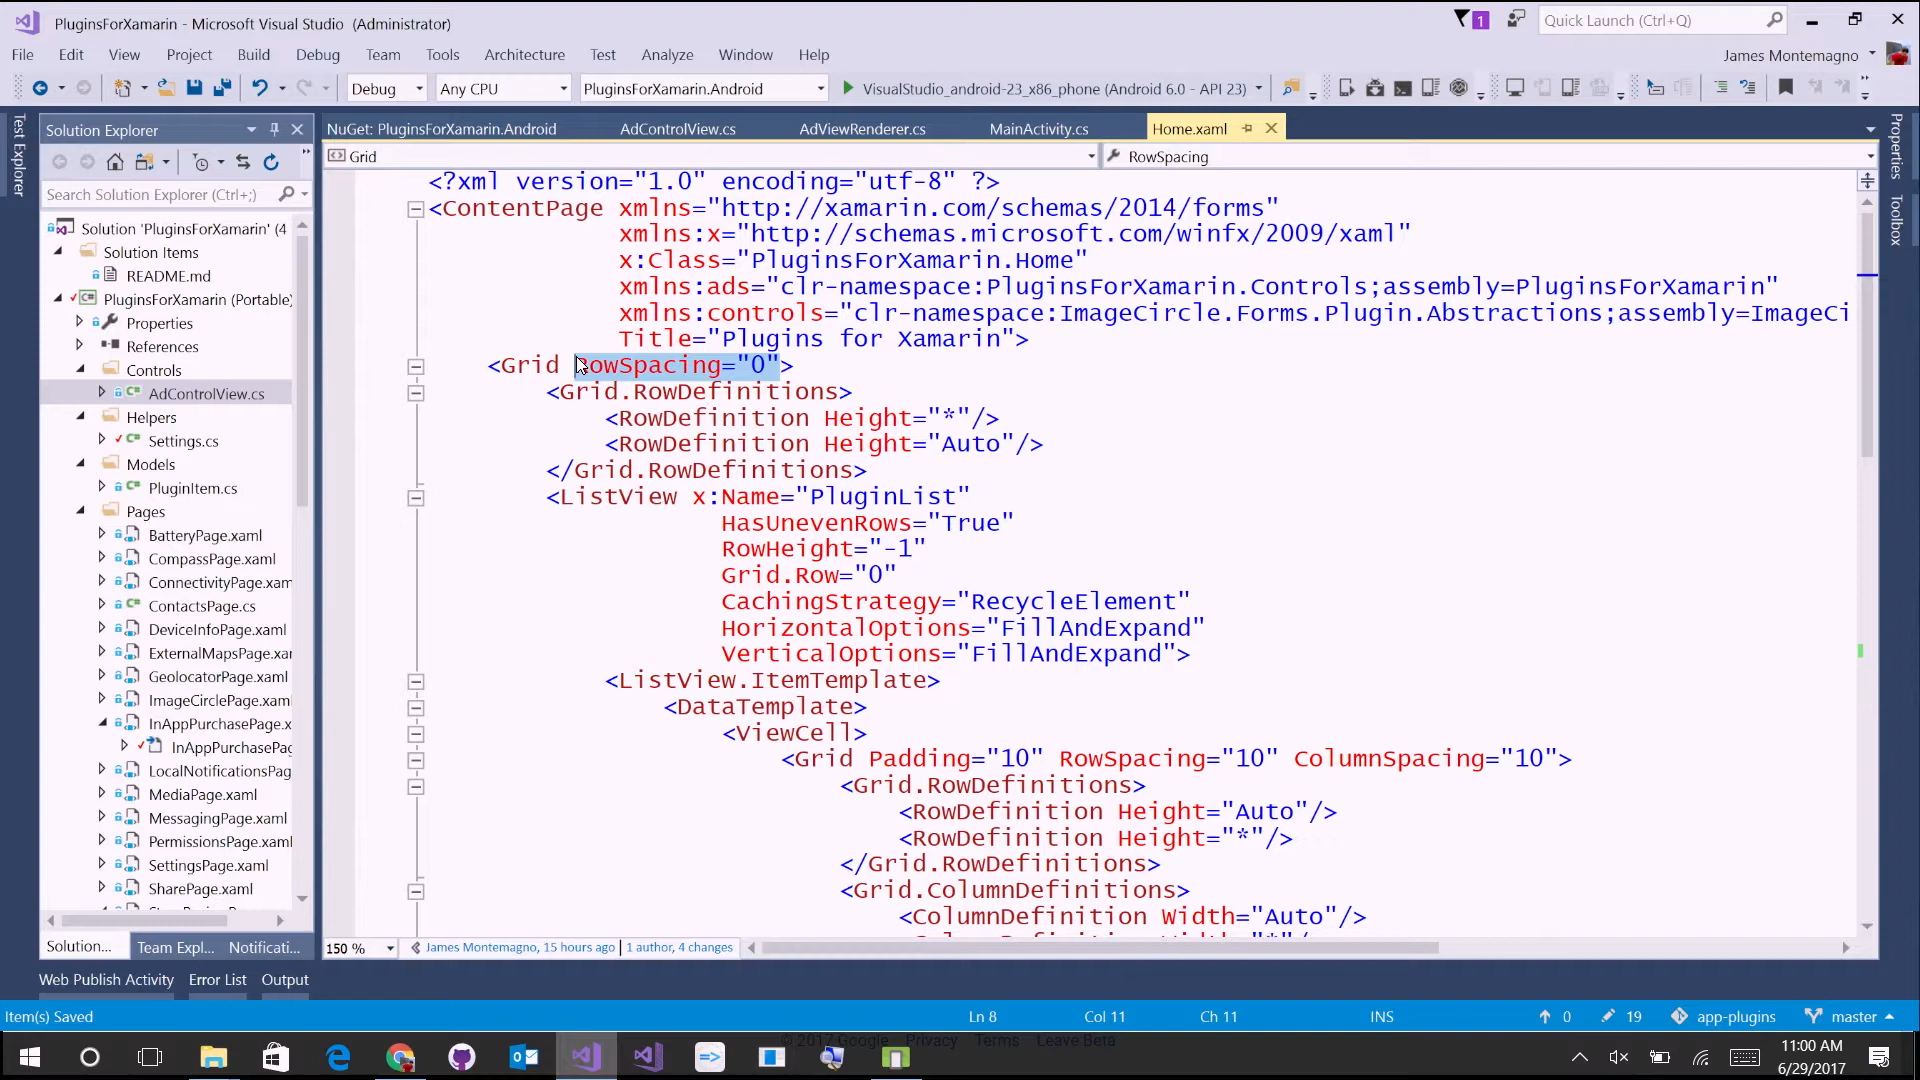 PluginsForXamarin - Microsoft Visual Studio (Administrator)
1
Quick Launch (Ctrl+Q)
File Edit View Project Build Debug Team Tools Architecture Test Analyze Window Help
James Montemagno
Debug Any CPU PluginsForXamarin.Android VisualStudio_android-23_x86_phone (Android 6.0 - API 23)
Test Explorer
Solution Explorer
Search Solution Explorer (Ctrl+;)
Solution 'PluginsForXamarin' (4
Solution Items
README.md
PluginsForXamarin (Portable)
Properties
References
Controls
AdControlView.cs
Helpers
Settings.cs
Models
PluginItem.cs
Pages
BatteryPage.xaml
CompassPage.xaml
ConnectivityPage.xam
ContactsPage.cs
DeviceInfoPage.xaml
ExternalMapsPage.xa
GeolocatorPage.xaml
ImageCirclePage.xaml
InAppPurchasePage.x
InAppPurchasePag
LocalNotificationsPag
MediaPage.xaml
MessagingPage.xaml
PermissionsPage.xaml
SettingsPage.xaml
SharePage.xaml
Solution... Team Expl... Notificati...
NuGet: PluginsForXamarin.Android AdControlView.cs AdViewRenderer.cs MainActivity.cs Home.xaml
Grid RowSpacing
<?xml version="1.0" encoding="utf-8" ?>
<ContentPage xmlns="http://xamarin.com/schemas/2014/forms"
xmlns:x="http://schemas.microsoft.com/winfx/2009/xaml"
x:Class="PluginsForXamarin.Home"
xmlns:ads="clr-namespace:PluginsForXamarin.Controls;assembly=PluginsForXamarin"
xmlns:controls="clr-namespace:ImageCircle.Forms.Plugin.Abstractions;assembly=ImageCi
Title="Plugins for Xamarin">
<Grid RowSpacing="0">
<Grid.RowDefinitions>
<RowDefinition Height="*"/>
<RowDefinition Height="Auto"/>
</Grid.RowDefinitions>
<ListView x:Name="PluginList"
HasUnevenRows="True"
RowHeight="-1"
Grid.Row="0"
CachingStrategy="RecycleElement"
HorizontalOptions="FillAndExpand"
VerticalOptions="FillAndExpand">
<ListView.ItemTemplate>
<DataTemplate>
<ViewCell>
<Grid Padding="10" RowSpacing="10" ColumnSpacing="10">
<Grid.RowDefinitions>
<RowDefinition Height="Auto"/>
<RowDefinition Height="*"/>
</Grid.RowDefinitions>
<Grid.ColumnDefinitions>
<ColumnDefinition Width="Auto"/>
150 % James Montemagno, 15 hours ago | 1 author, 4 changes
Properties
Toolbox
Web Publish Activity Error List Output
Item(s) Saved Ln 8 Col 11 Ch 11 INS 0 19 app-plugins master
© 2017 Google Privacy Terms Leave Beta
11:00 AM
6/29/2017